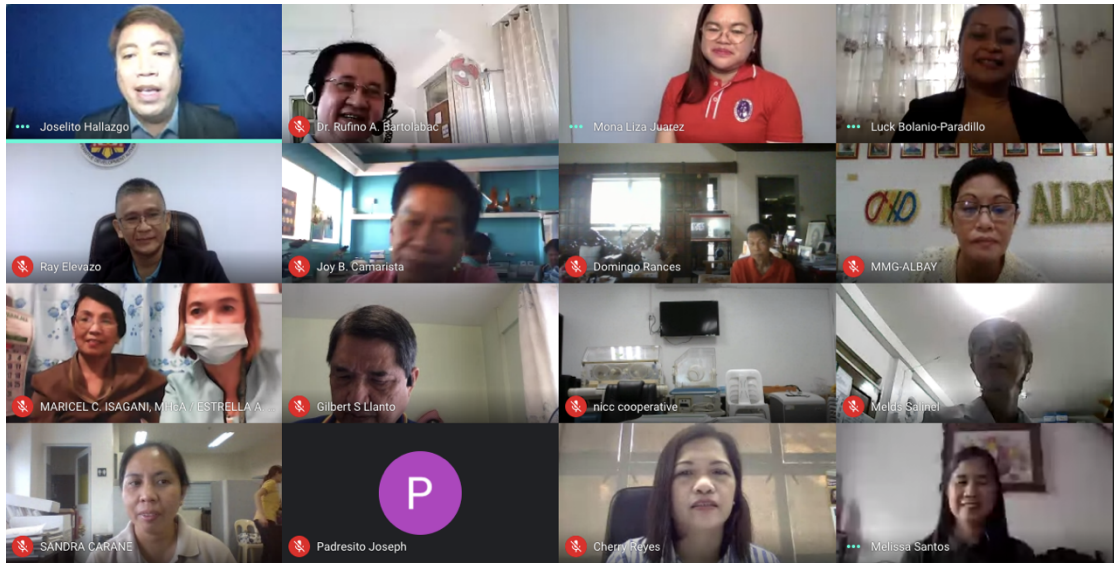 Joselito Hallazgo
Dr. Rufino A. Bartolabac
Mona Liza Juarez
Luck Bolanio-Paradillo
Ray Elevazo
Joy B. Camarista
Domingo Rances
ALBAY
MMG-ALBAY
MARICEL C. ISAGANI, MHcA / ESTRELLA A.
Gilbert S Llanto
nicc cooperative
Melds Salinel
SANDRA CARANE
P
Padresito Joseph
Cherry Reyes
Melissa Santos